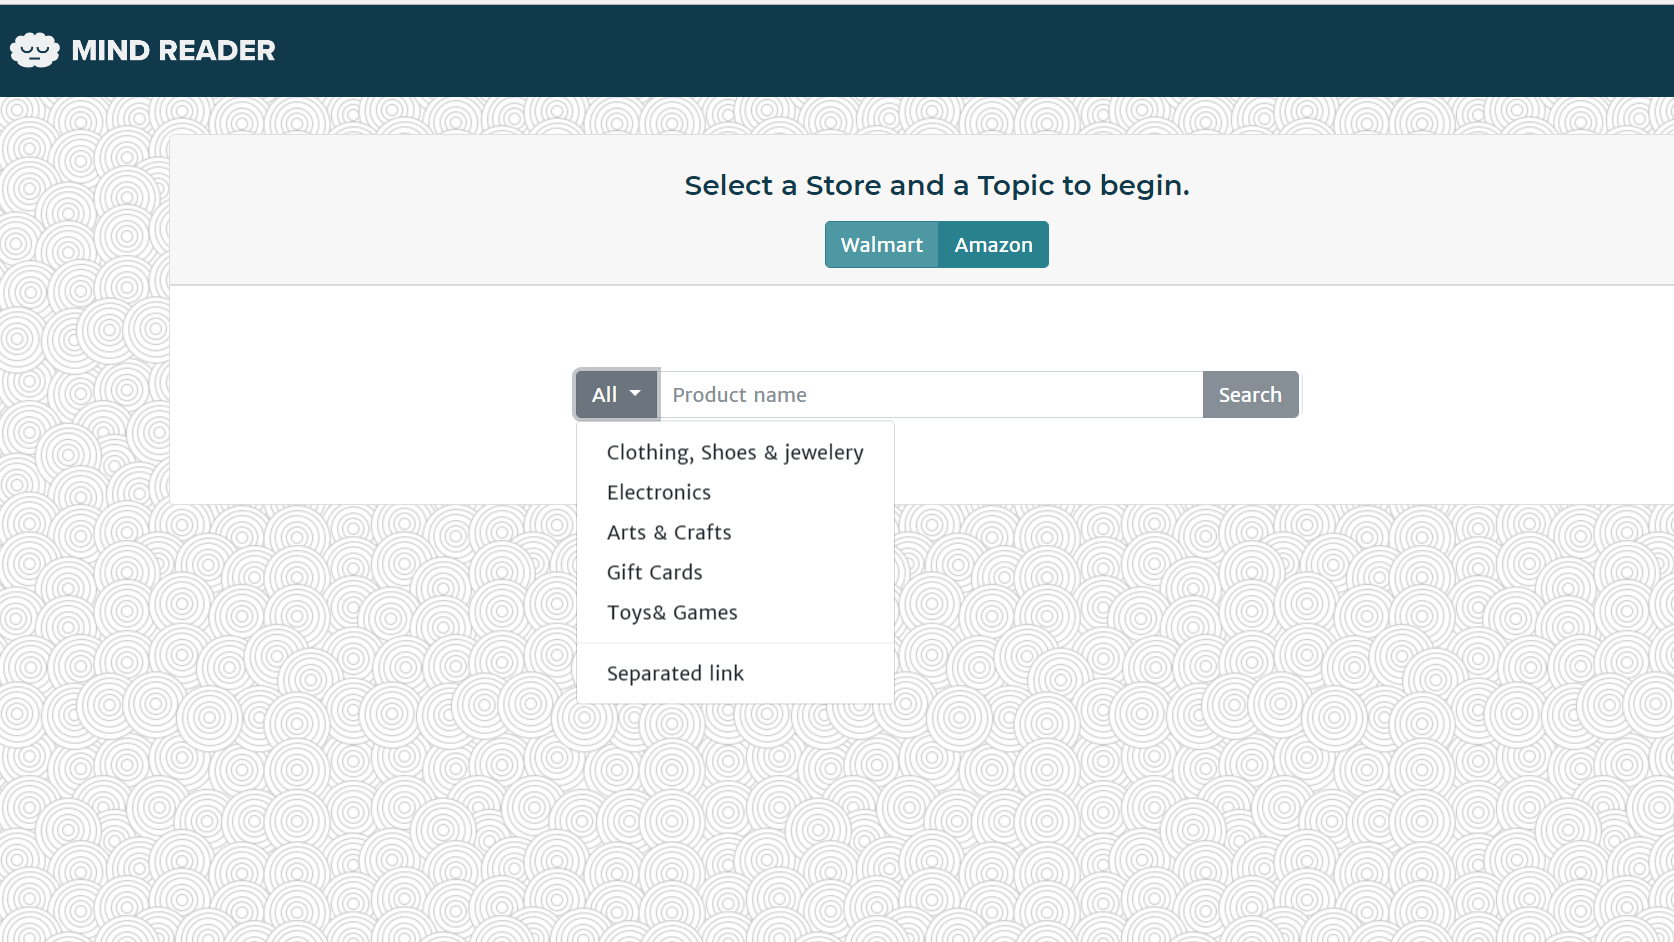 MIND READER
Select a Store and a Topic to begin.
Walmart Amazon
All Product name Search
Clothing, Shoes & jewelery
Electronics
Arts & Crafts
Gift Cards
Toys& Games
Separated link